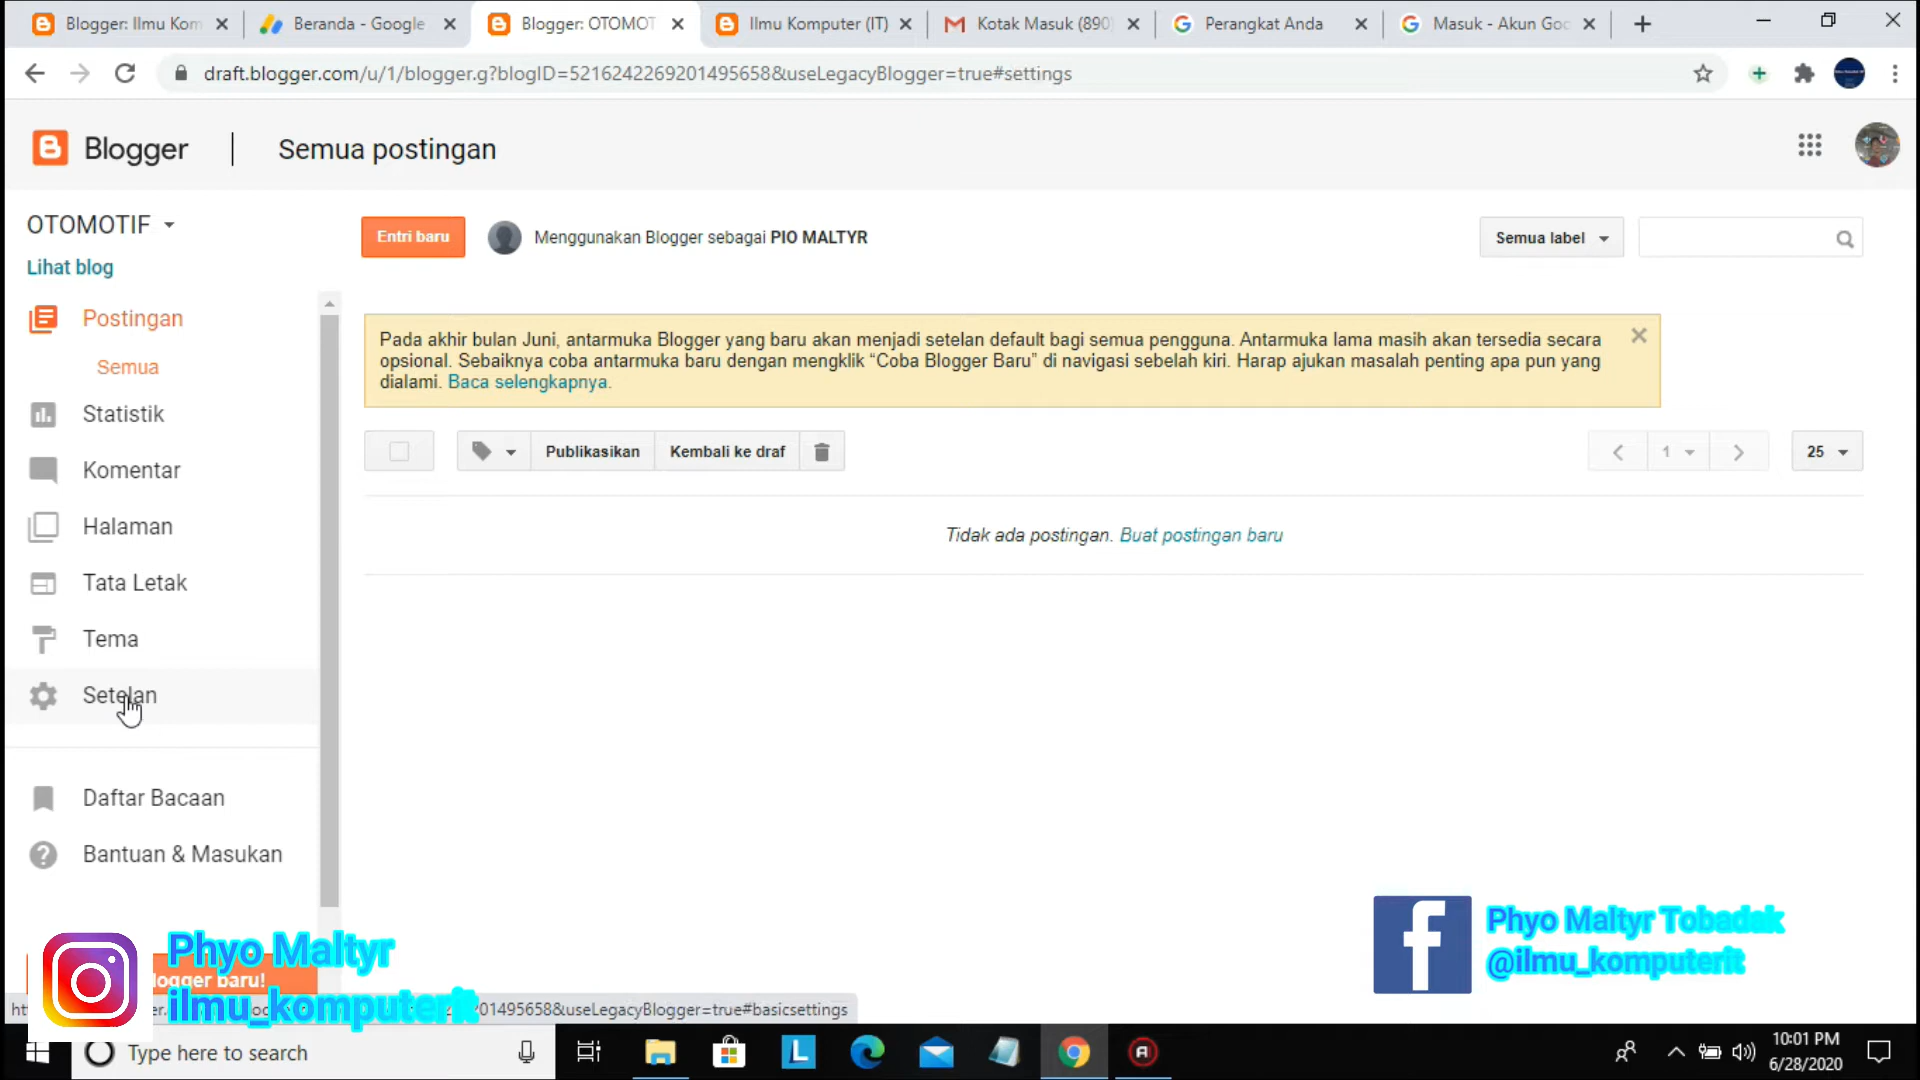 Blogger: Ilmu Kom
Beranda - Google
Blogger: OTOMOT
Ilmu Komputer (IT)
Kotak Masuk (890)
Perangkat Anda
Masuk - Akun Goo
draft.blogger.com/u/1/blogger.g?blogID=5216242269201495658&useLegacyBlogger=true#settings
Blogger
Semua postingan
OTOMOTIF
Lihat blog
Entri baru
Menggunakan Blogger sebagai PIO MALTYR
Semua label
Postingan
Semua
Statistik
Komentar
Halaman
Tata Letak
Tema
Setelan
Daftar Bacaan
Bantuan & Masukan
Pada akhir bulan Juni, antarmuka Blogger yang baru akan menjadi setelan default bagi semua pengguna. Antarmuka lama masih akan tersedia secara
opsional. Sebaiknya coba antarmuka baru dengan mengklik “Coba Blogger Baru” di navigasi sebelah kiri. Harap ajukan masalah penting apa pun yang
dialami. Baca selengkapnya.
Publikasikan
Kembali ke draf
1
25
Tidak ada postingan. Buat postingan baru
Phyo Maltyr
baru!
ilmu_komputerit
201495658&useLegacyBlogger=true#basicsettings
Phyo Maltyr Tobadak
@ilmu_komputerit
Type here to search
10:01 PM
6/28/2020